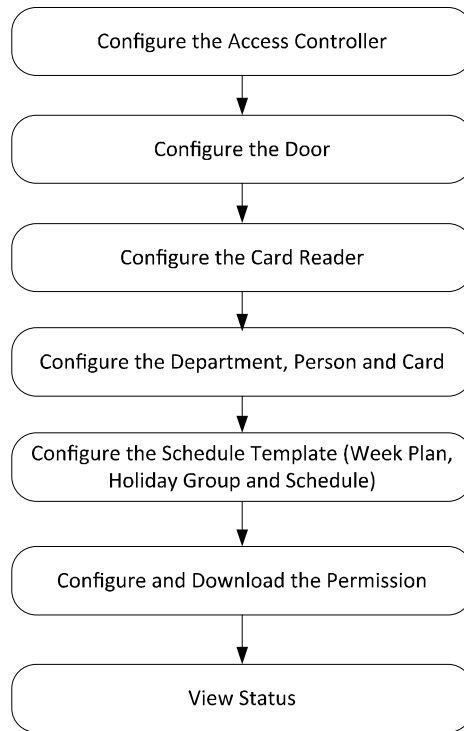 Configure the Access Controller
Configure the Door
Configure the Card Reader
Configure the Department, Person and Card
Configure the Schedule Template (Week Plan,
Holiday Group and Schedule)
Configure and Download the Permission
View Status